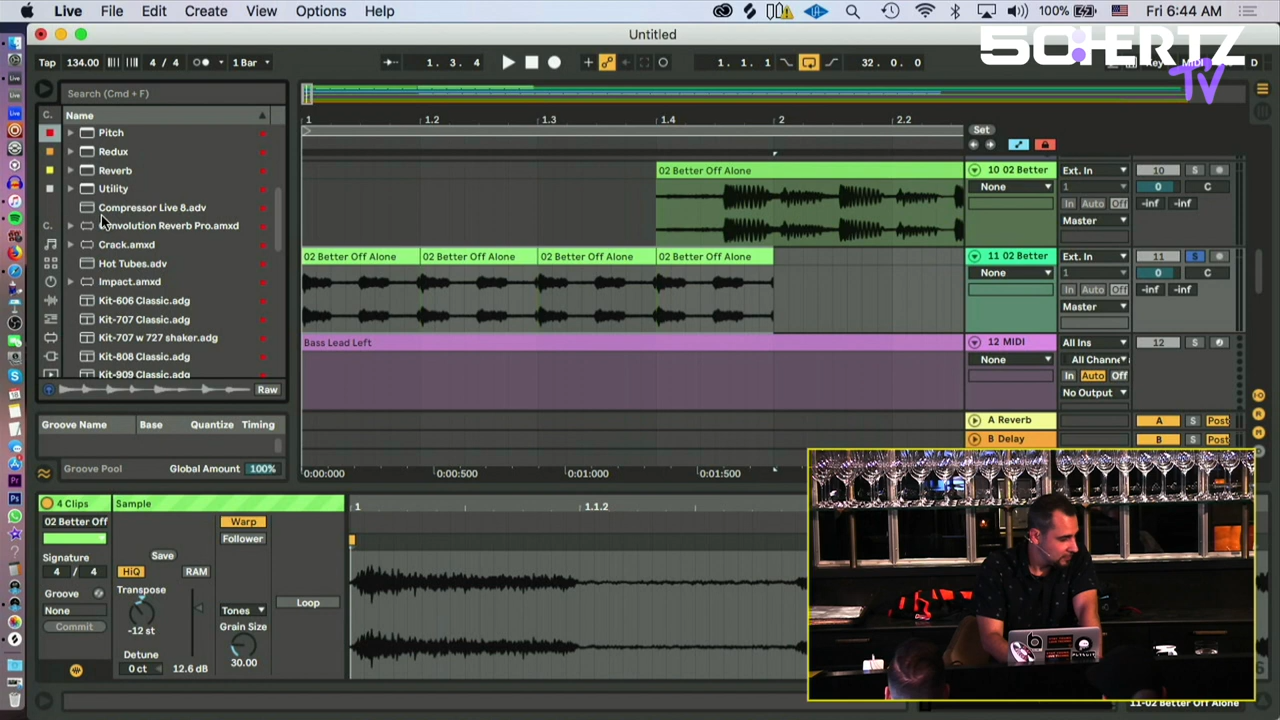 Live File Edit Create View Options Help 100% Fri 6:44 AM
Untitled
5OHERTZ
TV
Tap 134.00 4 / 4 1 Bar 1. 3. 4 1. 1. 1 32. 0. 0 Key MIDI D
Search (Cmd + F)
C. Name
Pitch
Redux
Reverb
Utility
Compressor Live 8.adv
C. Convolution Reverb Pro.amxd
Crack.amxd
Hot Tubes.adv
Impact.amxd
Kit-606 Classic.adg
Kit-707 Classic.adg
Kit-707 w 727 shaker.adg
Kit-808 Classic.adg
Kit-909 Classic.adg
Raw
Groove Name Base Quantize Timing
Groove Pool Global Amount 100%
1 1.2 1.3 1.4 2 2.2
Set
02 Better Off Alone
10 02 Better Ext. In 10 S
None 1 0 C
In Auto Off -inf -inf
Master
02 Better Off Alone 02 Better Off Alone 02 Better Off Alone 02 Better Off Alone
11 02 Better Ext. In 11 S
None 1 0 C
In Auto Off -inf -inf
Master
Bass Lead Left
12 MIDI All Ins 12 S
None All Chann
In Auto Off
No Output
A Reverb A S Post
B Delay B S Post
0:00:000 0:00:500 0:01:000 0:01:500
4 Clips Sample
02 Better Off
Signature
4 / 4
Groove
None
Commit
Save
HiQ RAM
Transpose
-12 st
Detune
0 ct 12.6 dB
Warp
Follower
Tones
Grain Size
30.00
Loop
1 1.1.2
11-02 Better Off Alone